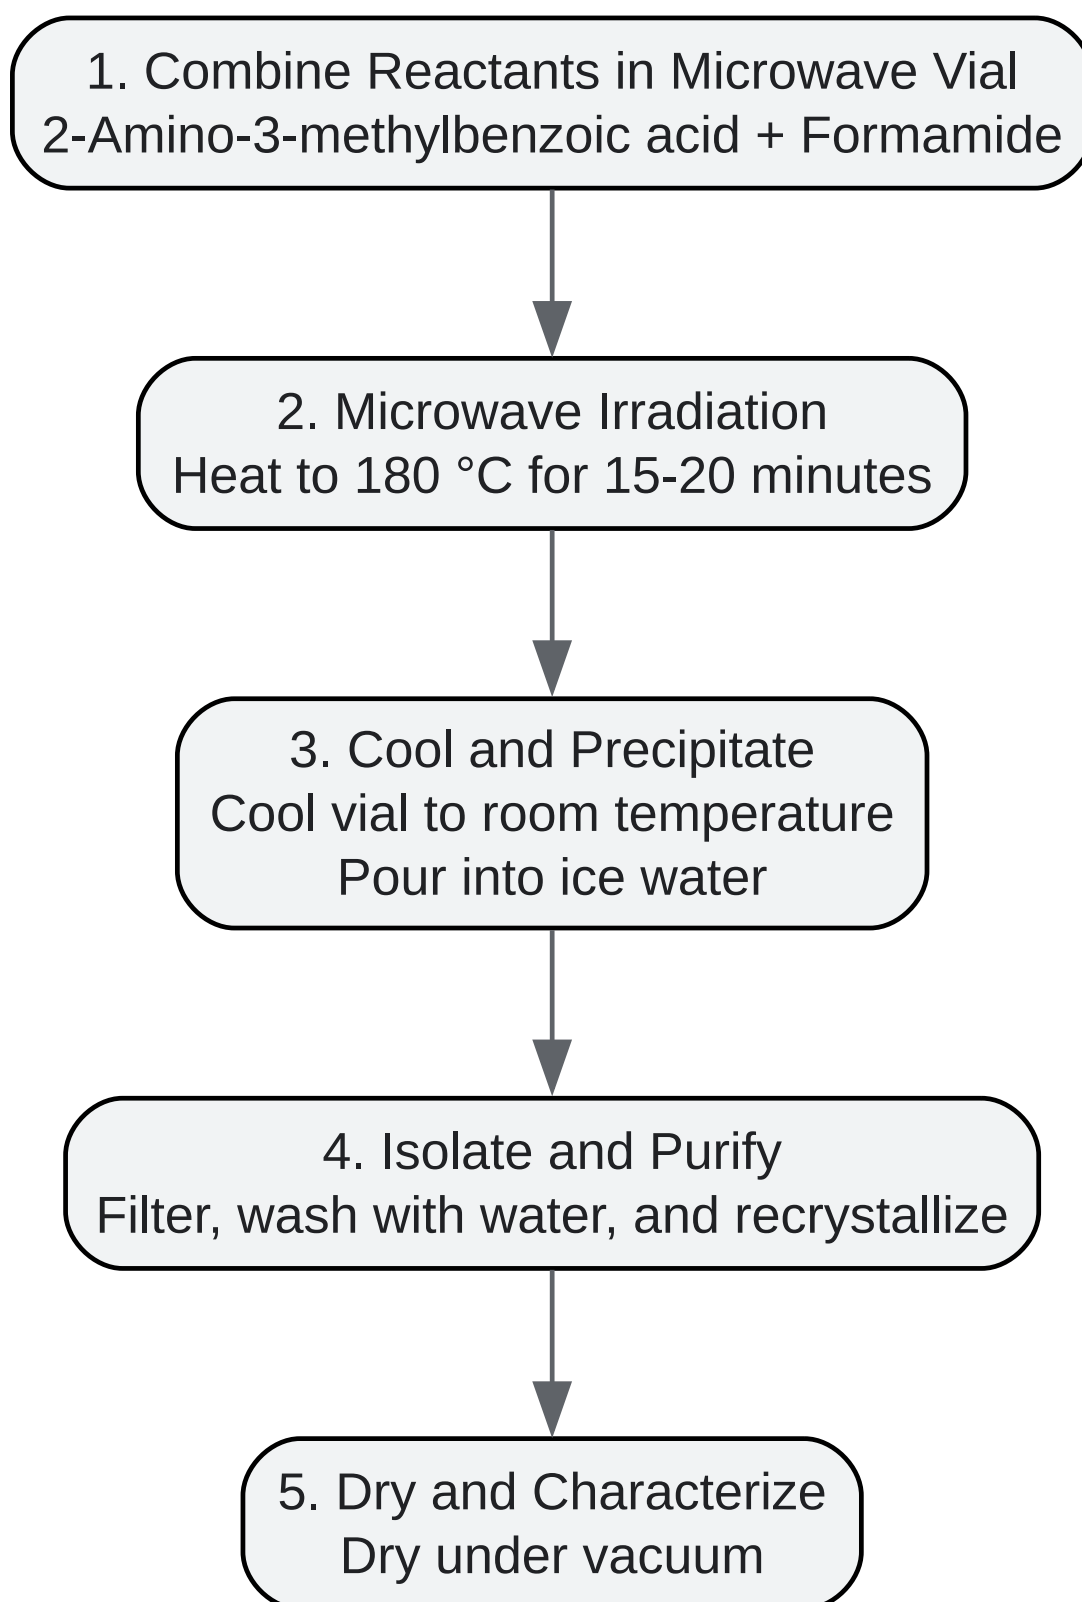 1. Combine Reactants in Microwave Vial
2-Amino-3-methylbenzoic acid + Formamide
2. Microwave Irradiation
Heat to 180 °C for 15-20 minutes
3. Cool and Precipitate
Cool vial to room temperature
Pour into ice water
4. Isolate and Purify
Filter, wash with water, and recrystallize
5. Dry and Characterize
Dry under vacuum